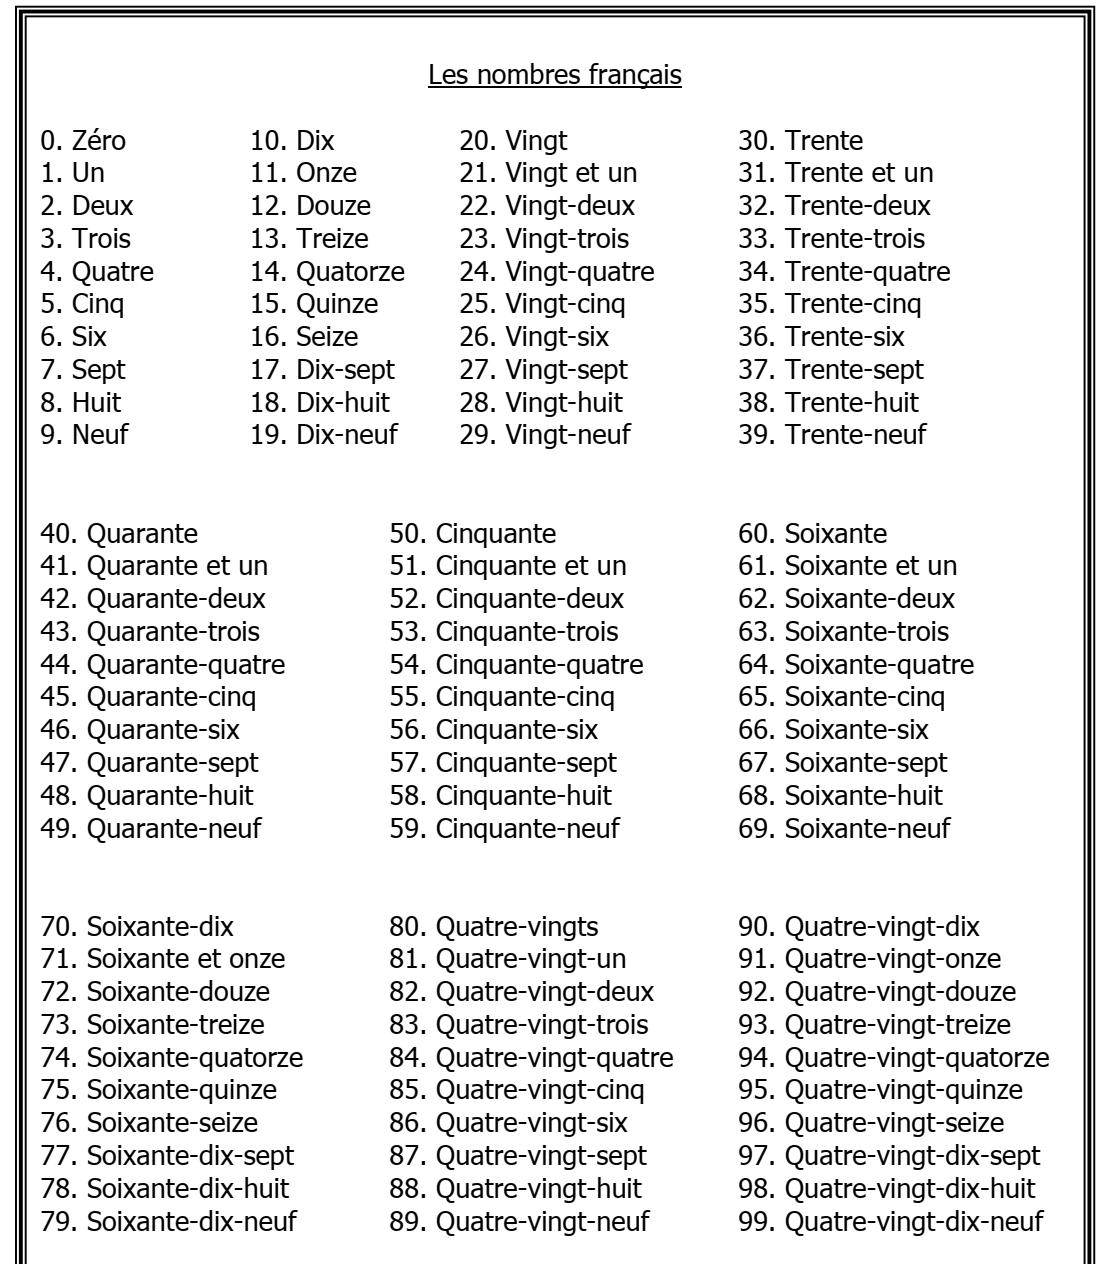 Les nombres français
0. Zéro 10. Dix 20. Vingt 30. Trente
1. Un 11. Onze 21. Vingt et un 31. Trente et un
2. Deux 12. Douze 22. Vingt-deux 32. Trente-deux
3. Trois 13. Treize 23. Vingt-trois 33. Trente-trois
4. Quatre 14. Quatorze 24. Vingt-quatre 34. Trente-quatre
5. Cinq 15. Quinze 25. Vingt-cinq 35. Trente-cinq
6. Six 16. Seize 26. Vingt-six 36. Trente-six
7. Sept 17. Dix-sept 27. Vingt-sept 37. Trente-sept
8. Huit 18. Dix-huit 28. Vingt-huit 38. Trente-huit
9. Neuf 19. Dix-neuf 29. Vingt-neuf 39. Trente-neuf
40. Quarante 50. Cinquante 60. Soixante
41. Quarante et un 51. Cinquante et un 61. Soixante et un
42. Quarante-deux 52. Cinquante-deux 62. Soixante-deux
43. Quarante-trois 53. Cinquante-trois 63. Soixante-trois
44. Quarante-quatre 54. Cinquante-quatre 64. Soixante-quatre
45. Quarante-cinq 55. Cinquante-cinq 65. Soixante-cinq
46. Quarante-six 56. Cinquante-six 66. Soixante-six
47. Quarante-sept 57. Cinquante-sept 67. Soixante-sept
48. Quarante-huit 58. Cinquante-huit 68. Soixante-huit
49. Quarante-neuf 59. Cinquante-neuf 69. Soixante-neuf
70. Soixante-dix 80. Quatre-vingts 90. Quatre-vingt-dix
71. Soixante et onze 81. Quatre-vingt-un 91. Quatre-vingt-onze
72. Soixante-douze 82. Quatre-vingt-deux 92. Quatre-vingt-douze
73. Soixante-treize 83. Quatre-vingt-trois 93. Quatre-vingt-treize
74. Soixante-quatorze 84. Quatre-vingt-quatre 94. Quatre-vingt-quatorze
75. Soixante-quinze 85. Quatre-vingt-cinq 95. Quatre-vingt-quinze
76. Soixante-seize 86. Quatre-vingt-six 96. Quatre-vingt-seize
77. Soixante-dix-sept 87. Quatre-vingt-sept 97. Quatre-vingt-dix-sept
78. Soixante-dix-huit 88. Quatre-vingt-huit 98. Quatre-vingt-dix-huit
79. Soixante-dix-neuf 89. Quatre-vingt-neuf 99. Quatre-vingt-dix-neuf